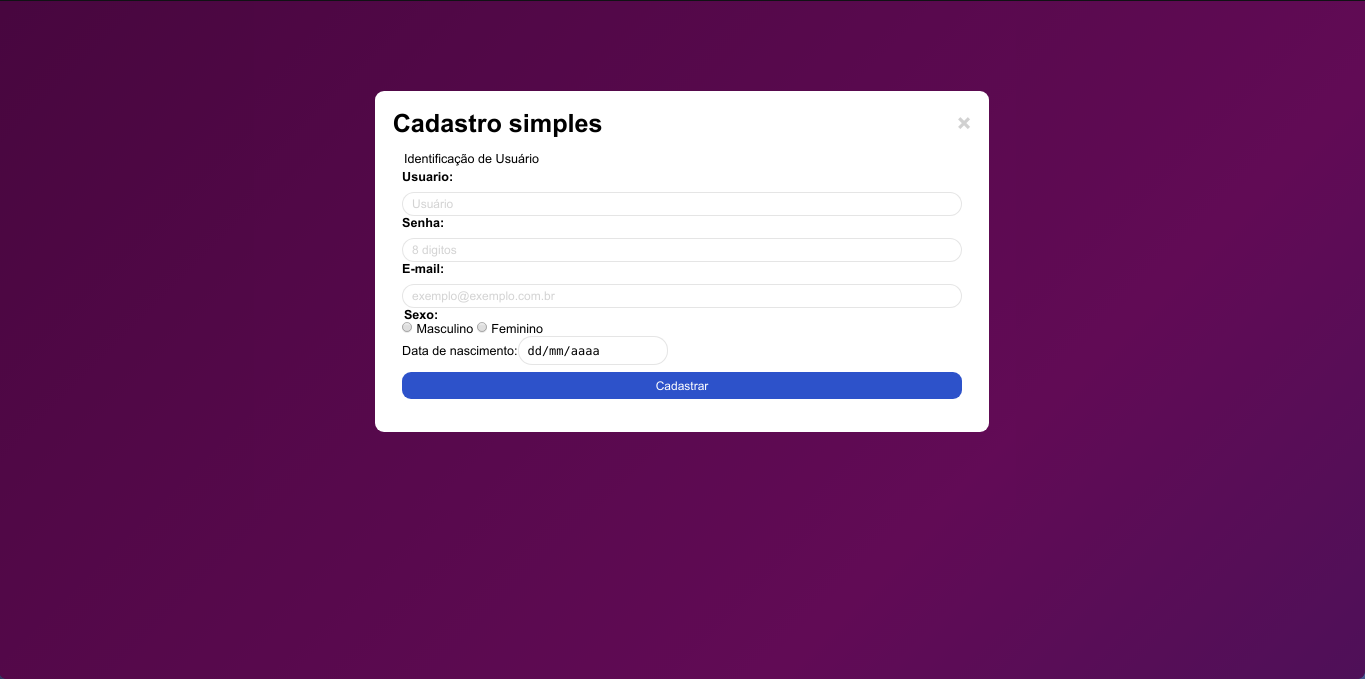 Cadastro simples ×
Identificação de Usuário
Usuario:
Usuário
Senha:
8 digitos
E-mail:
exemplo@exemplo.com.br
Sexo:
Masculino Feminino
Data de nascimento: dd/mm/aaaa
Cadastrar